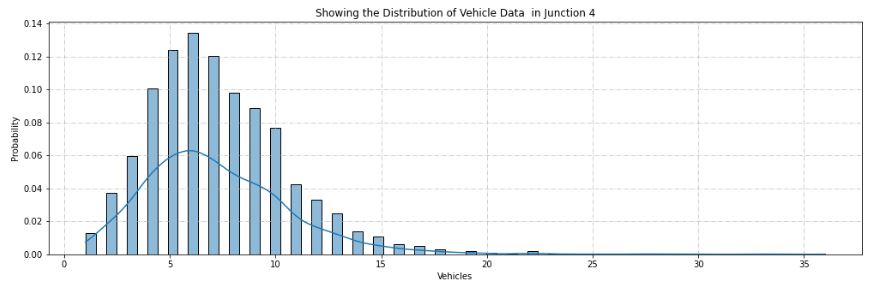 Showing the Distribution of Vehicle Data  in Junction 4
0.14
0.12
0.10
0.08
0.06
0.04
0.02
0.00
Probability
0 5 10 15 20 25 30 35
Vehicles